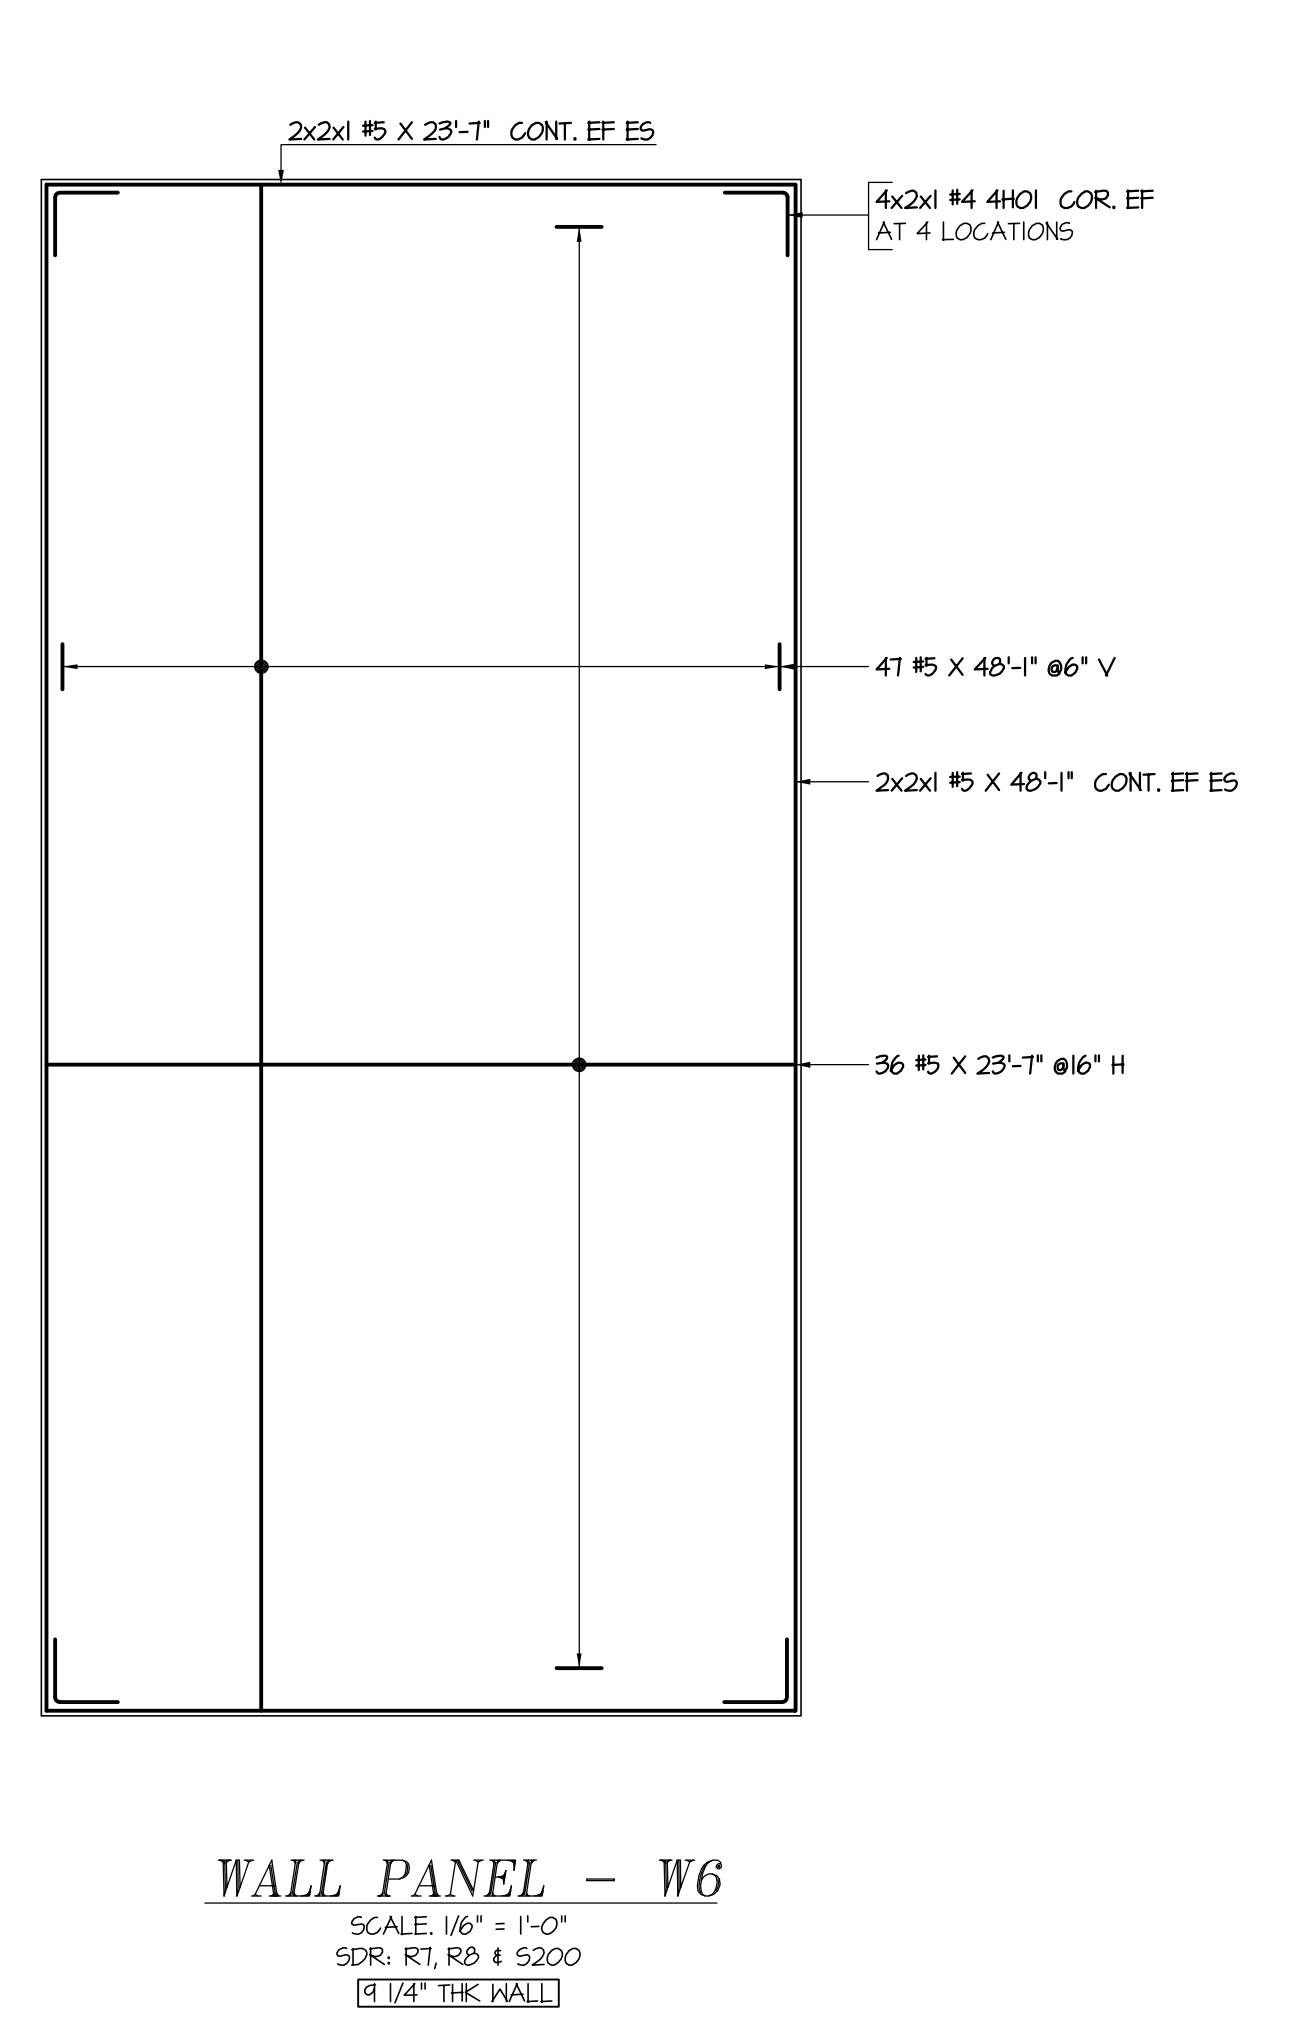 2x2x1 #5 X 23'-7" CONT. EF ES
4x2x1 #4 4H01 COR. EF
AT 4 LOCATIONS
47 #5 X 48'-1" @6" V
2x2x1 #5 X 48'-1" CONT. EF ES
36 #5 X 23'-7" @16" H
WALL PANEL - W6
SCALE. 1/6" = 1'-0"
SDR: R7, R8 & S200
9 1/4" THK WALL